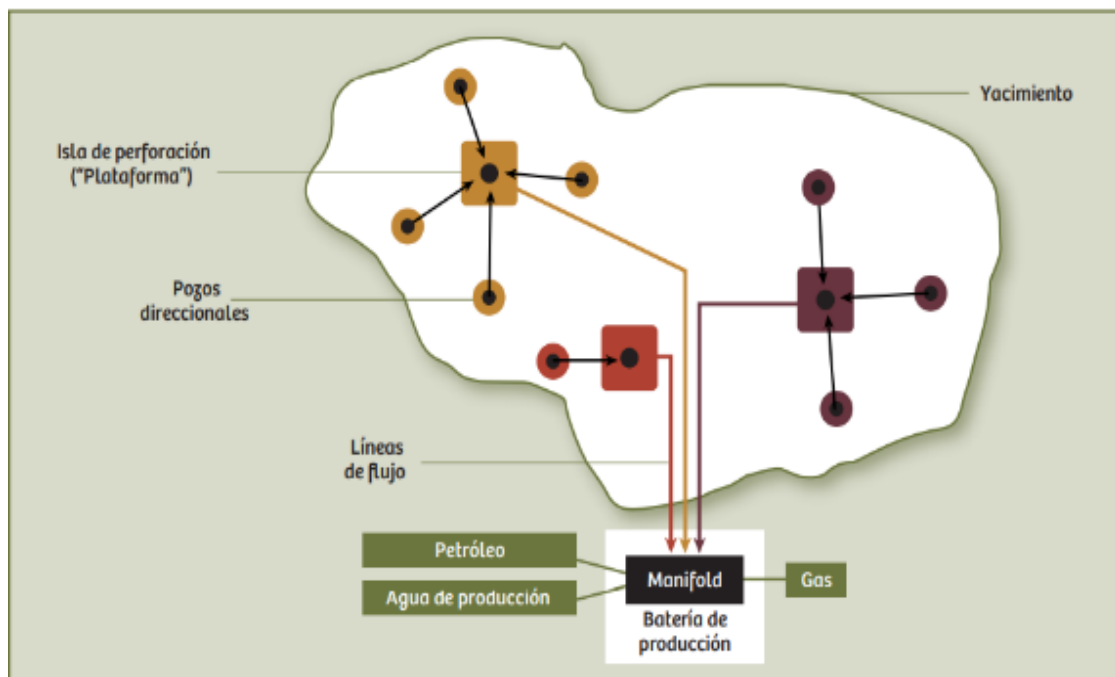 Yacimiento
Isla de perforación
("Plataforma")
Pozos
direccionales
Líneas
de flujo
Petróleo
Agua de producción
Manifold
Gas
Batería de
producción